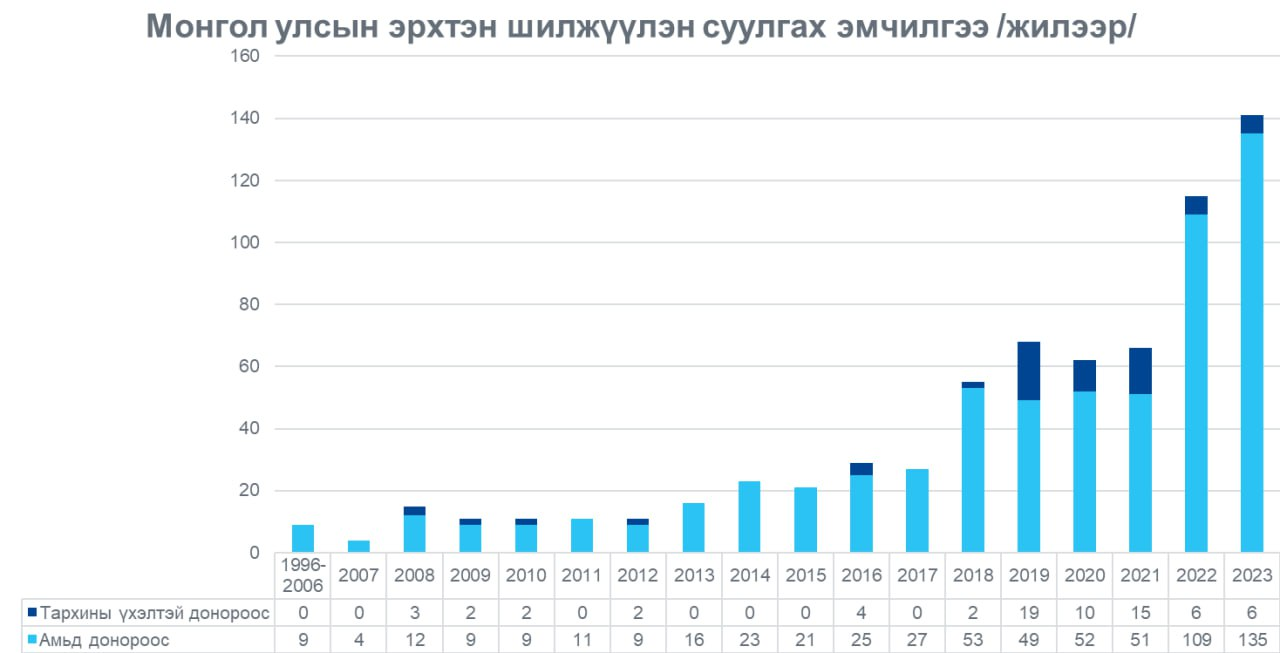 Монгол улсын эрхтэн шилжүүлэн суулгах эмчилгээ /жилээр/
160
140
120
100
80
60
40
20
0
1996-
2006 2007 2008 2009 2010 2011 2012 2013 2014 2015 2016 2017 2018 2019 2020 2021 2022 2023
Тархины үхэлтэй донороос 0 0 3 2 2 0 2 0 0 0 4 0 2 19 10 15 6 6
Амьд донороос 9 4 12 9 9 11 9 16 23 21 25 27 53 49 52 51 109 135